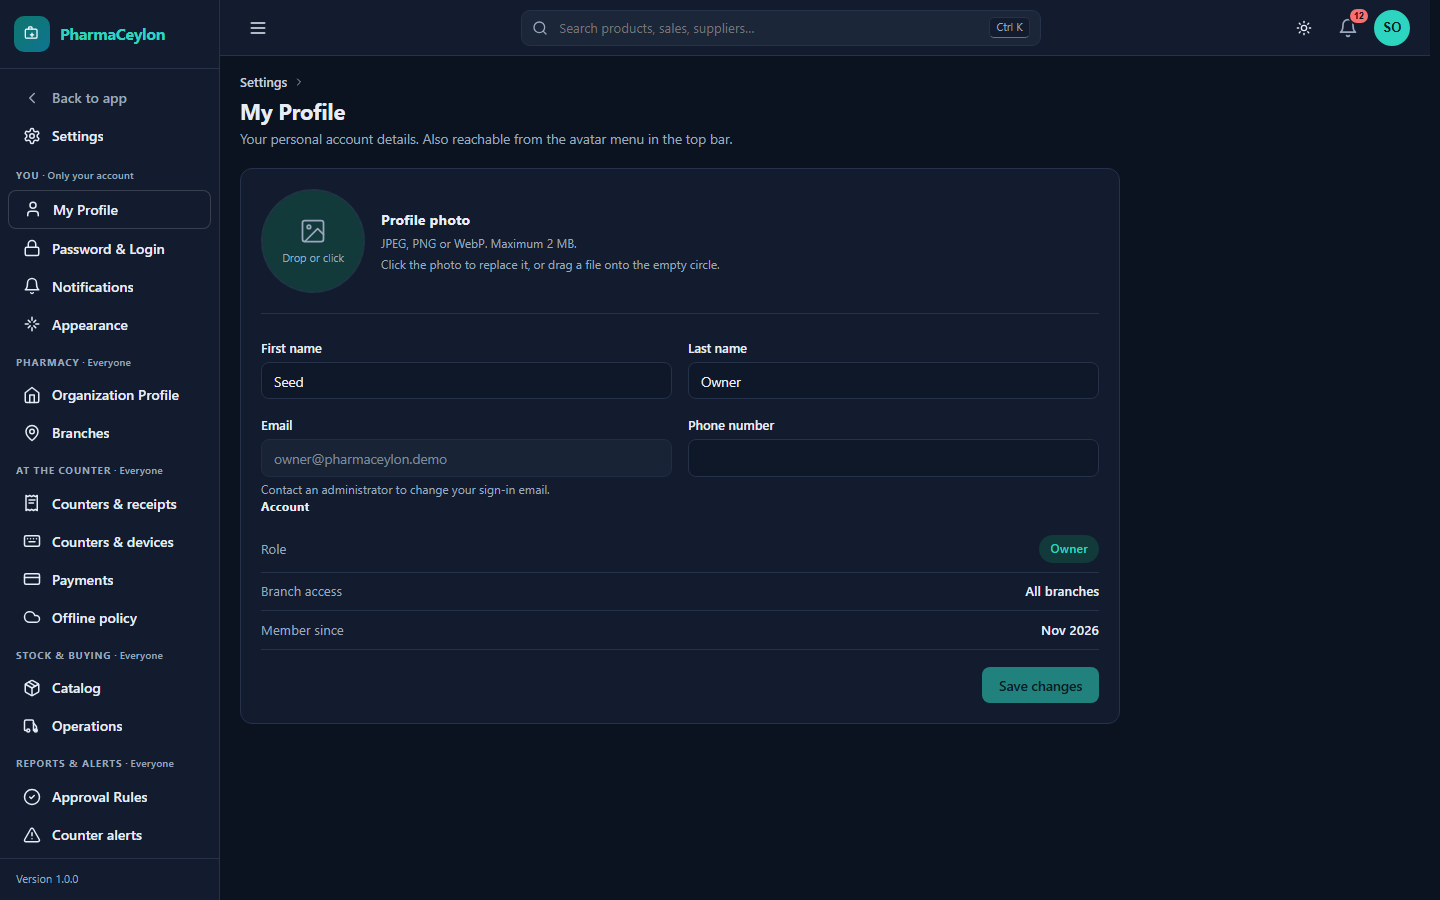 PharmaCeylon
Search products, sales, suppliers...
Ctrl K
12
SO
Back to app
Settings
YOU · Only your account
My Profile
Password & Login
Notifications
Appearance
PHARMACY · Everyone
Organization Profile
Branches
AT THE COUNTER · Everyone
Counters & receipts
Counters & devices
Payments
Offline policy
STOCK & BUYING · Everyone
Catalog
Operations
REPORTS & ALERTS · Everyone
Approval Rules
Counter alerts
Version 1.0.0
Settings
My Profile
Your personal account details. Also reachable from the avatar menu in the top bar.
Drop or click
Profile photo
JPEG, PNG or WebP. Maximum 2 MB.
Click the photo to replace it, or drag a file onto the empty circle.
First name
Last name
Seed
Owner
Email
Phone number
owner@pharmaceylon.demo
Contact an administrator to change your sign-in email.
Account
Role
Owner
Branch access
All branches
Member since
Nov 2026
Save changes